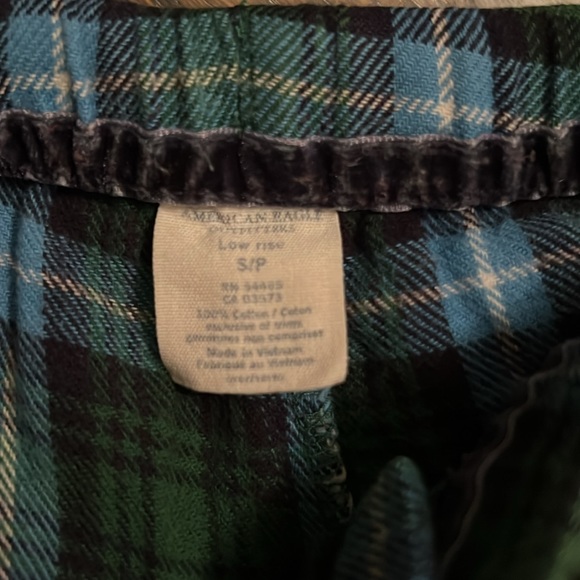 AMERICAN EAGLE
OUTFITTERS
Low rise
S/P
RN 54485
CA 03573
100% Cotton / Coton
exclusive of trims
garnitures non comprises
Made in Vietnam
Fabriqué au Vietnam